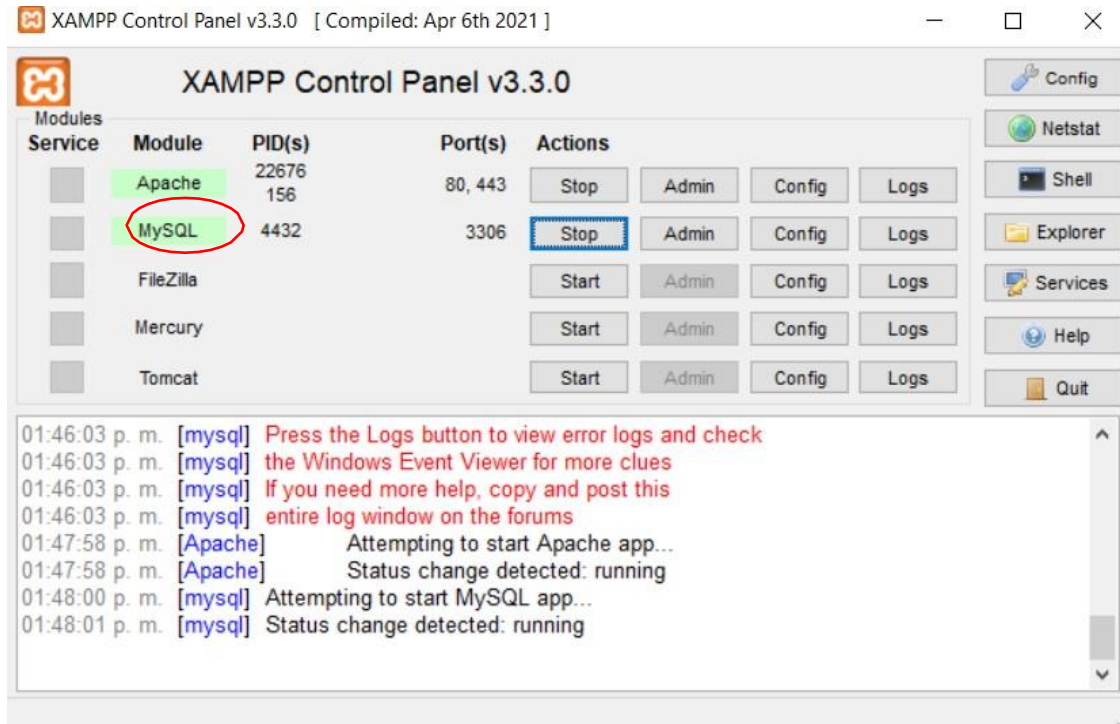 XAMPP Control Panel v3.3.0 [ Compiled: Apr 6th 2021 ]
XAMPP Control Panel v3.3.0
Config
Modules
Service Module PID(s) Port(s) Actions
Netstat
Apache 22676 156 80, 443 Stop Admin Config Logs
Shell
MySQL 4432 3306 Stop Admin Config Logs
Explorer
FileZilla Start Admin Config Logs
Services
Mercury Start Admin Config Logs
Help
Tomcat Start Admin Config Logs
Quit
01:46:03 p. m. [mysql] Press the Logs button to view error logs and check
01:46:03 p. m. [mysql] the Windows Event Viewer for more clues
01:46:03 p. m. [mysql] If you need more help, copy and post this
01:46:03 p. m. [mysql] entire log window on the forums
01:47:58 p. m. [Apache] Attempting to start Apache app...
01:47:58 p. m. [Apache] Status change detected: running
01:48:00 p. m. [mysql] Attempting to start MySQL app...
01:48:01 p. m. [mysql] Status change detected: running